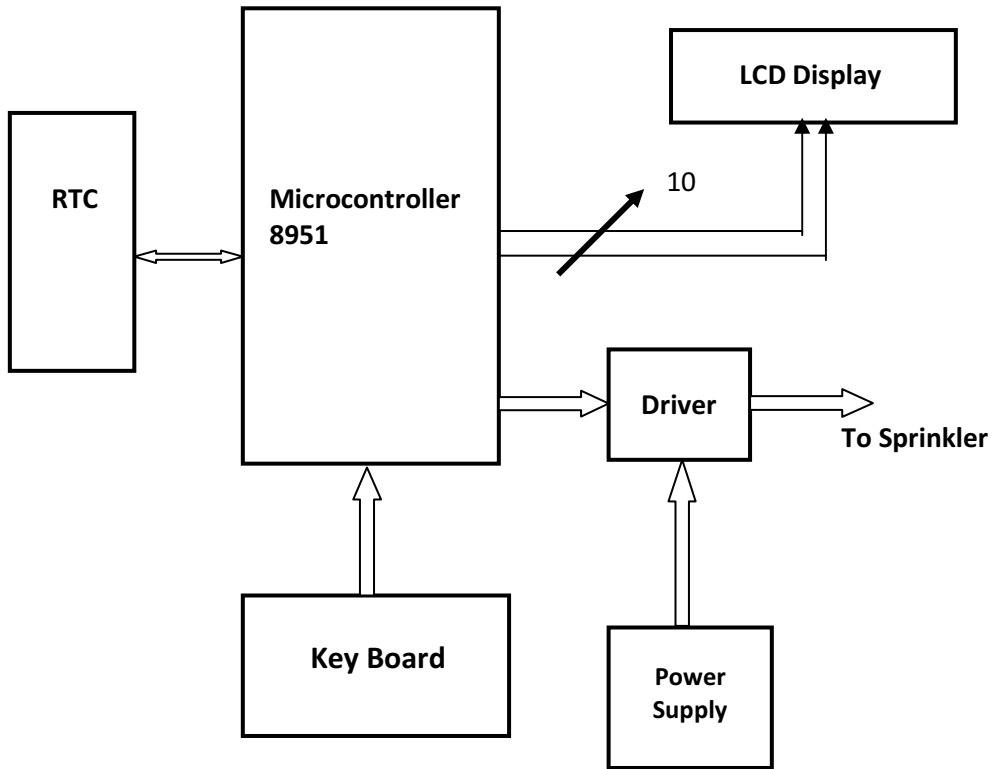 LCD Display
RTC
Microcontroller
8951
10
Driver
To Sprinkler
Key Board
Power
Supply